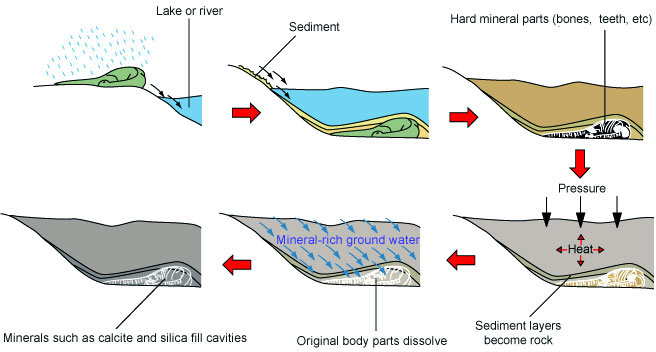 Lake or river
Sediment
Hard mineral parts (bones, teeth, etc)
Pressure
Heat
Sediment layers
become rock
Mineral-rich ground water
Original body parts dissolve
Minerals such as calcite and silica fill cavities